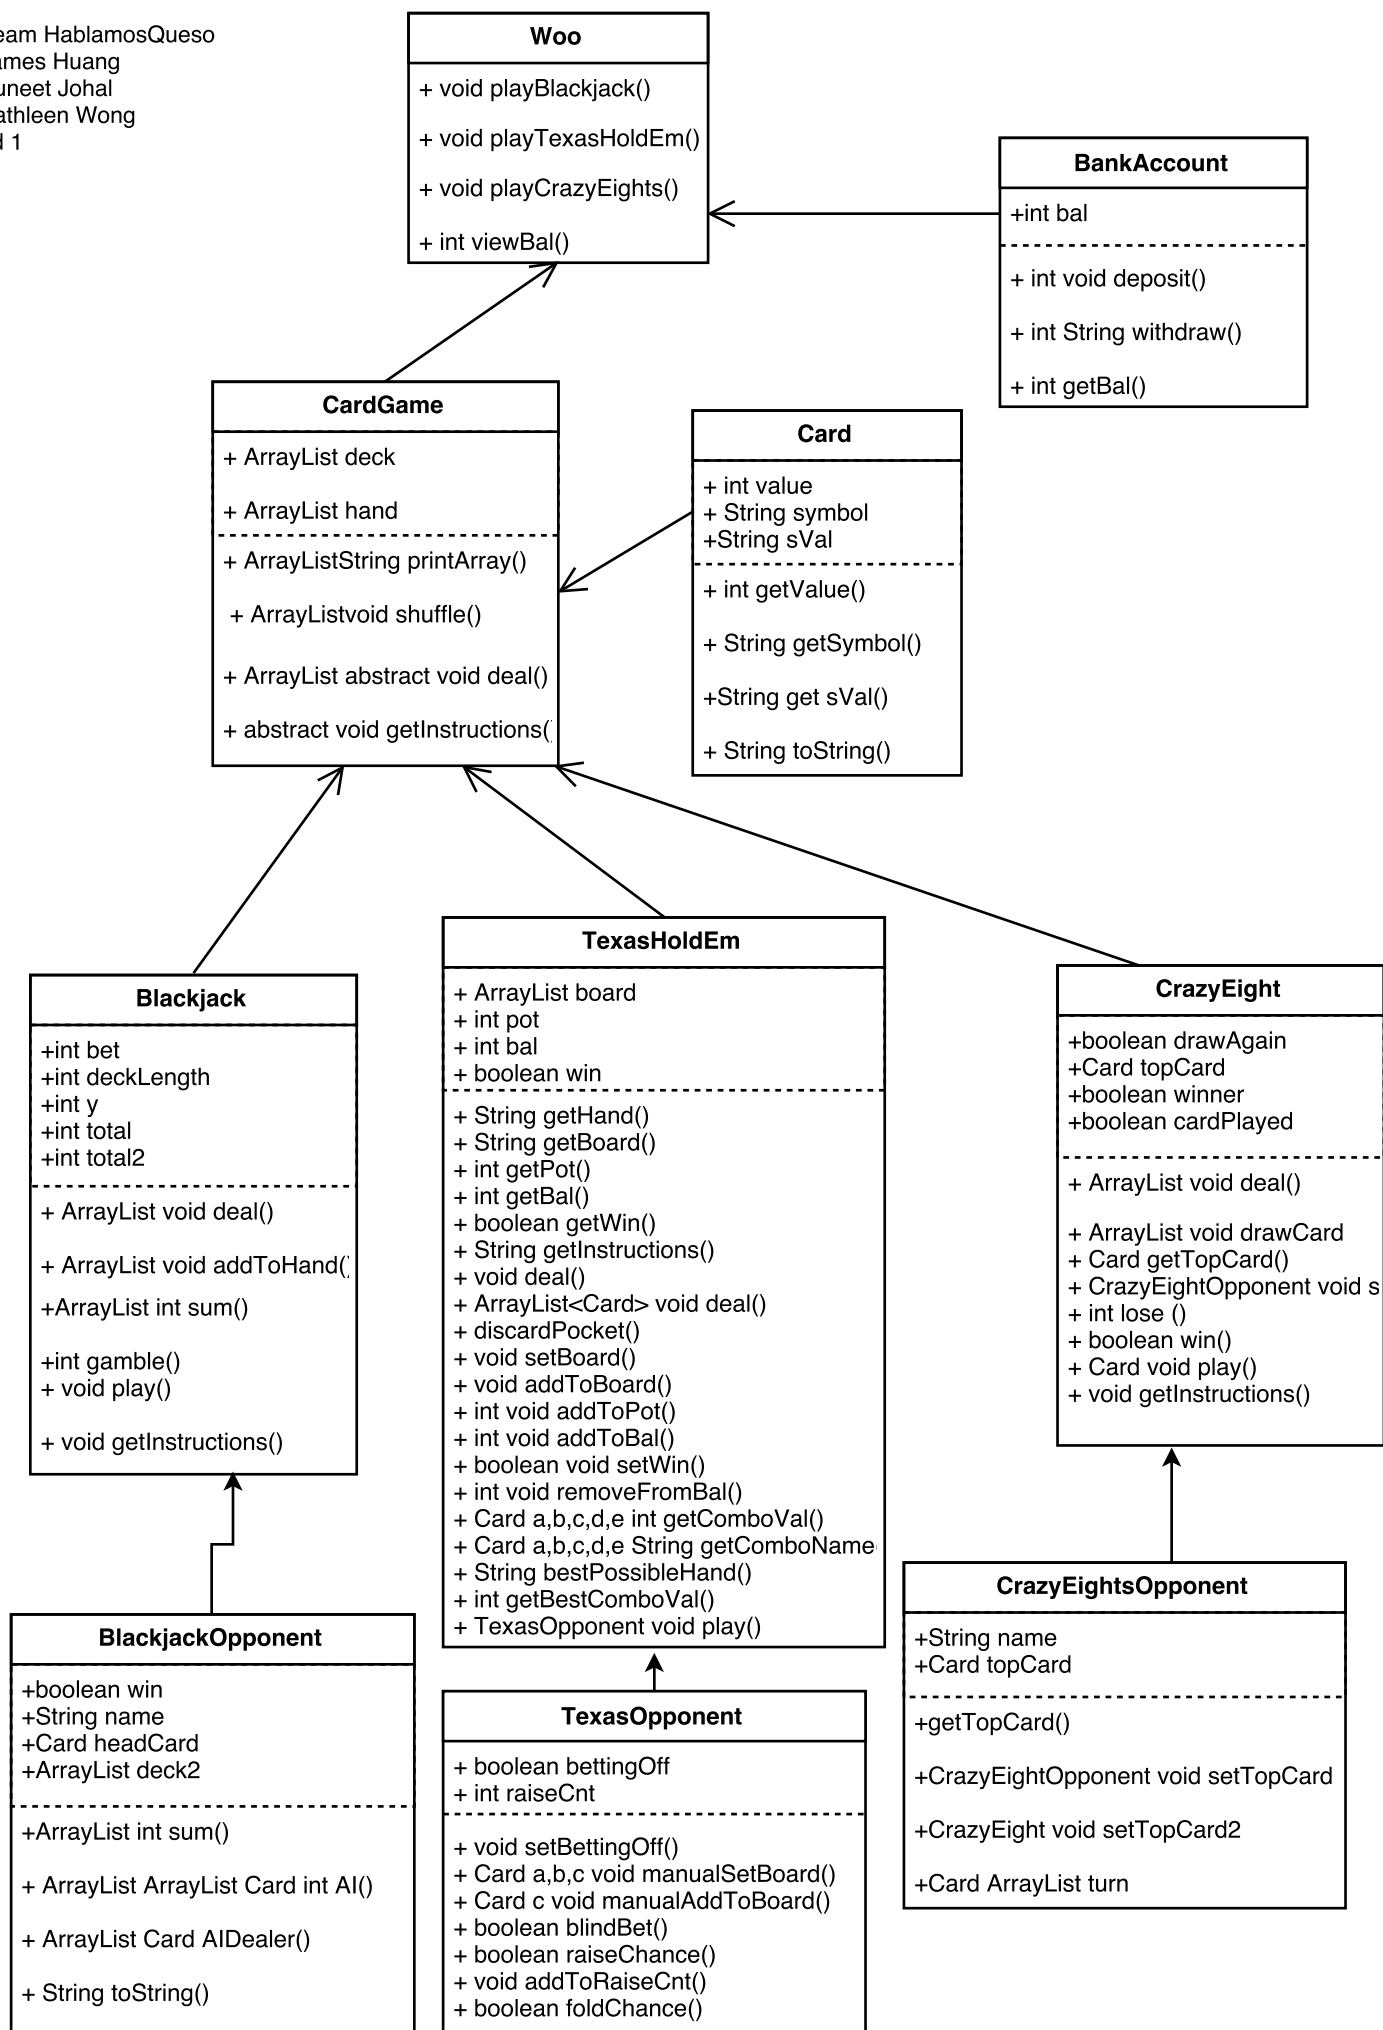 eam HablamosQueso
ames Huang
uneet Johal
athleen Wong
d 1
Woo
+ void playBlackjack()
+ void playTexasHoldEm()
+ void playCrazyEights()
+ int viewBal()
BankAccount
+int bal
+ int void deposit()
+ int String withdraw()
+ int getBal()
CardGame
+ ArrayList deck
+ ArrayList hand
+ ArrayListString printArray()
+ ArrayListvoid shuffle()
+ ArrayList abstract void deal()
+ abstract void getInstructions(
Card
+ int value
+ String symbol
+String sVal
+ int getValue()
+ String getSymbol()
+String get sVal()
+ String toString()
Blackjack
+int bet
+int deckLength
+int y
+int total
+int total2
+ ArrayList void deal()
+ ArrayList void addToHand()
+ArrayList int sum()
+int gamble()
+ void play()
+ void getInstructions()
TexasHoldEm
+ ArrayList board
+ int pot
+ int bal
+ boolean win
+ String getHand()
+ String getBoard()
+ int getPot()
+ int getBal()
+ boolean getWin()
+ String getInstructions()
+ void deal()
+ ArrayList<Card> void deal()
+ discardPocket()
+ void setBoard()
+ void addToBoard()
+ int void addToPot()
+ int void addToBal()
+ boolean void setWin()
+ int void removeFromBal()
+ Card a,b,c,d,e int getComboVal()
+ Card a,b,c,d,e String getComboName
+ String bestPossibleHand()
+ int getBestComboVal()
+ TexasOpponent void play()
CrazyEight
+boolean drawAgain
+Card topCard
+boolean winner
+boolean cardPlayed
+ ArrayList void deal()
+ ArrayList void drawCard
+ Card getTopCard()
+ CrazyEightOpponent void s
+ int lose ()
+ boolean win()
+ Card void play()
+ void getInstructions()
BlackjackOpponent
+boolean win
+String name
+Card headCard
+ArrayList deck2
+ArrayList int sum()
+ ArrayList ArrayList Card int AI()
+ ArrayList Card AIDealer()
+ String toString()
TexasOpponent
+ boolean bettingOff
+ int raiseCnt
+ void setBettingOff()
+ Card a,b,c void manualSetBoard()
+ Card c void manualAddToBoard()
+ boolean blindBet()
+ boolean raiseChance()
+ void addToRaiseCnt()
+ boolean foldChance()
CrazyEightsOpponent
+String name
+Card topCard
+getTopCard()
+CrazyEightOpponent void setTopCard
+CrazyEight void setTopCard2
+Card ArrayList turn